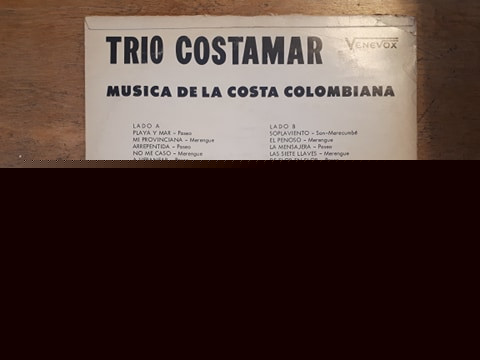 TRIO COSTAMAR
VENEVOX
MUSICA DE LA COSTA COLOMBIANA
LADO A
PLAYA Y MAR - Paseo
MI PROVINCIANA - Merengue
ARREPENTIDA - Paseo
NO ME CASO - Merengue
LADO B
SOPLAVIENTO - Son-Marecumbé
EL PENOSO - Merengue
LA MENSAJERA - Paseo
LAS SIETE LLAVES - Merengue